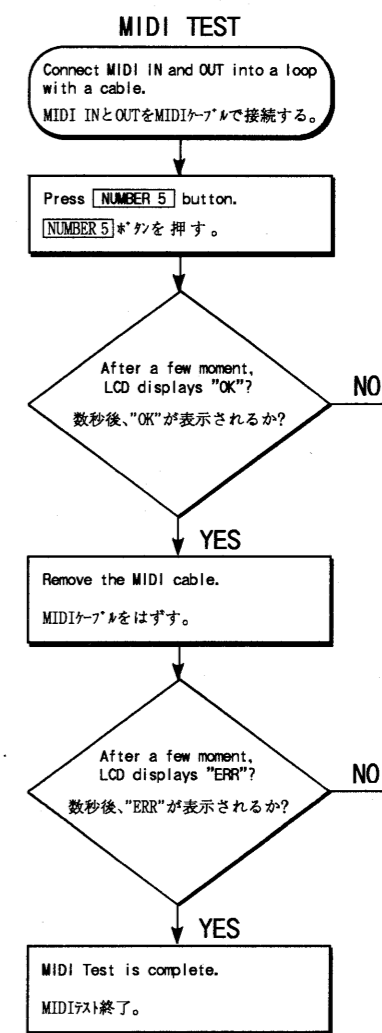 MIDI TEST
Connect MIDI IN and OUT into a loop
with a cable.
MIDI INとOUTをMIDIｹｰﾌﾞﾙで接続する。
Press NUMBER 5 button.
NUMBER 5 ﾎﾞﾀﾝを押す。
After a few moment,
LCD displays "OK"?
数秒後、"OK"が表示されるか?
NO
YES
Remove the MIDI cable.
MIDIｹｰﾌﾞﾙをはずす。
After a few moment,
LCD displays "ERR"?
数秒後、"ERR"が表示されるか?
NO
YES
MIDI Test is complete.
MIDIﾃｽﾄ終了。